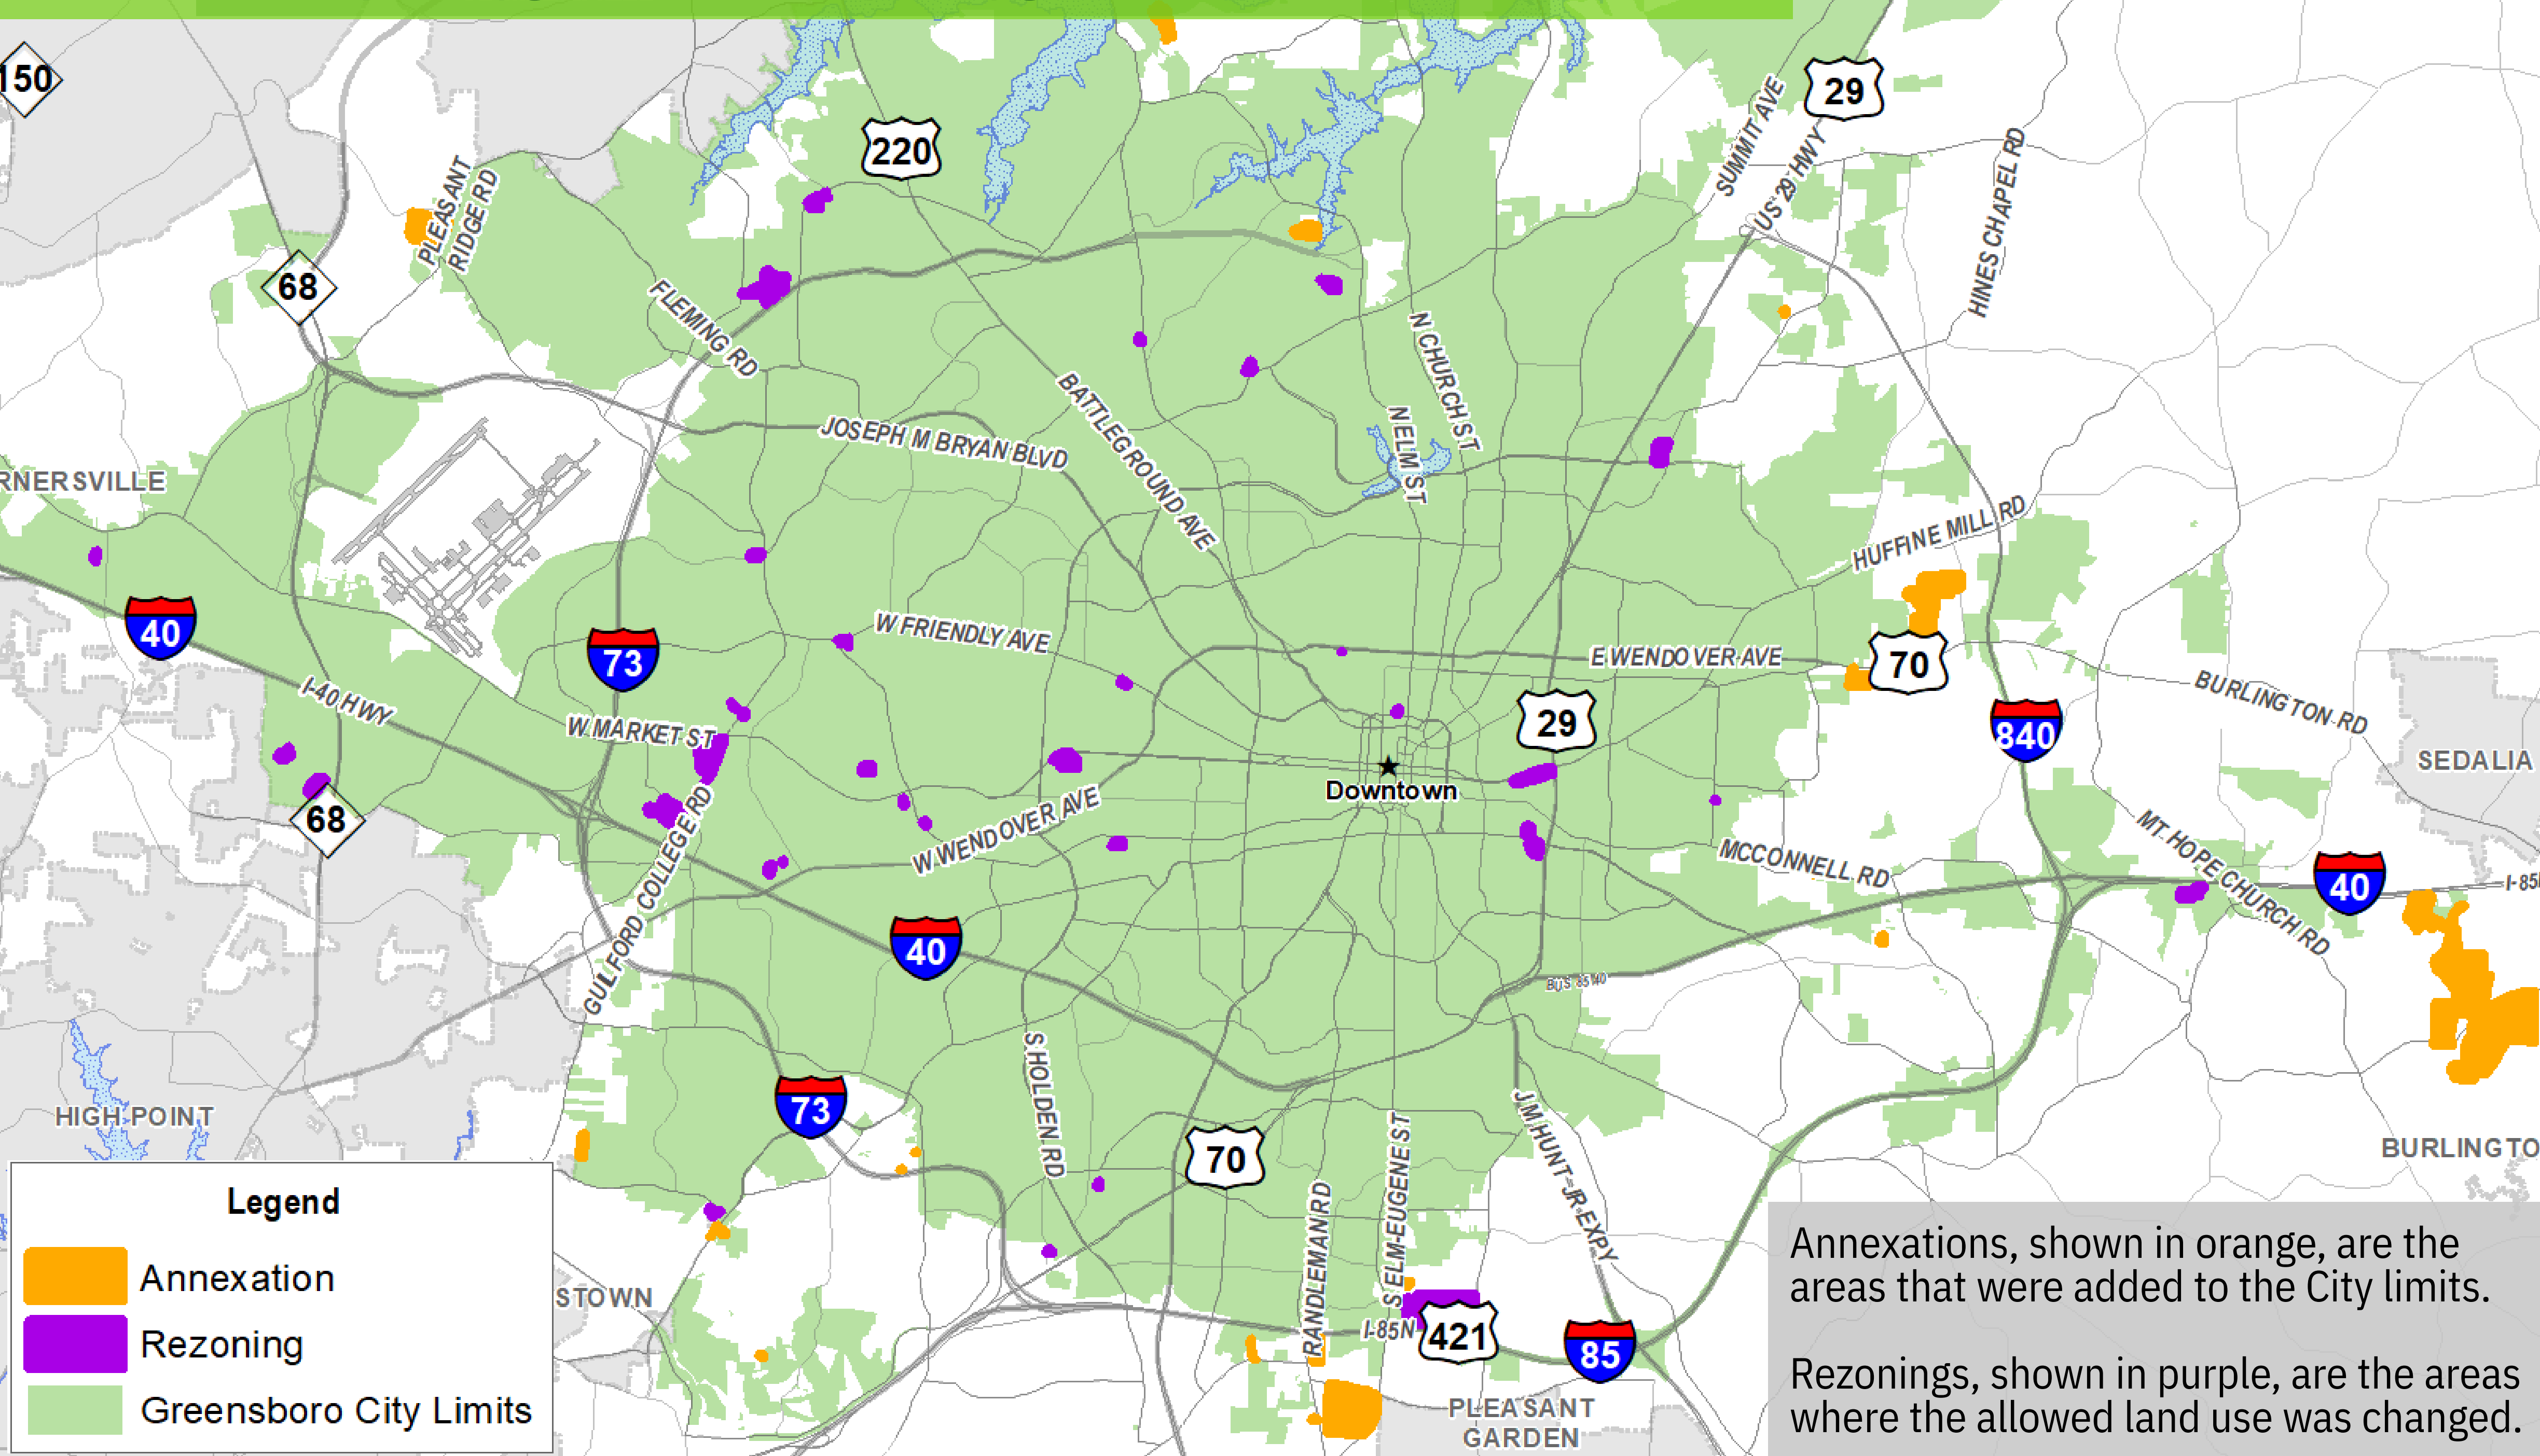 150
29
SUMMIT AVE
US 29 HWY
220
HINES CHAPEL RD
PLEASANT
RIDGE RD
68
FLEMING RD
N CHURCH ST
BATTLEGROUND AVE
N ELM ST
JOSEPH M BRYAN BLVD
RNERSVILLE
HUFFINE MILL RD
40
73
W FRIENDLY AVE
E WENDOVER AVE
70
I-40 HWY
W MARKET ST
29
840
BURLINGTON RD
SEDALIA
Downtown
68
W WENDOVER AVE
MCCONNELL RD
MT HOPE CHURCH RD
40
I-85
GUILFORD COLLEGE RD
40
BUS 85 40
S HOLDEN RD
73
HIGH POINT
J M HUNT JR EXPY
70
S ELM-EUGENE ST
RANDLEMAN RD
BURLINGTO
STOWN
I-85N
421
85
PLEASANT
GARDEN
Legend
Annexation
Rezoning
Greensboro City Limits
Annexations, shown in orange, are the
areas that were added to the City limits.
Rezonings, shown in purple, are the areas
where the allowed land use was changed.